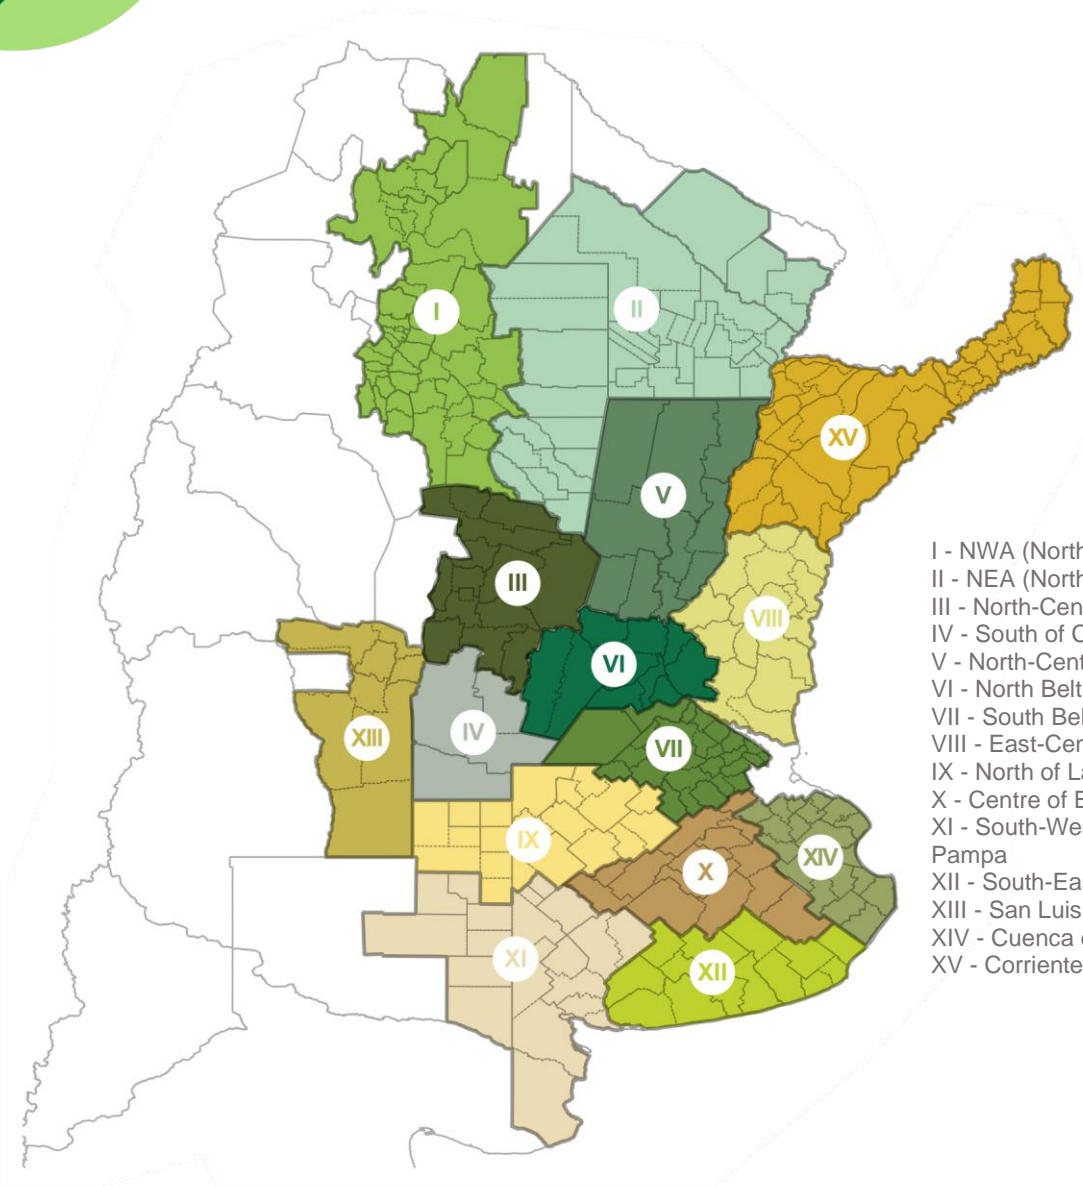 I
II
XV
V
III
VIII
VI
IV
XIII
VII
IX
XIV
X
XI
XII
I - NWA (North
II - NEA (North
III - North-Cen
IV - South of C
V - North-Cent
VI - North Belt
VII - South Bel
VIII - East-Cen
IX - North of La
X - Centre of
XI - South-We
Pampa
XII - South-Eas
XIII - San Luis
XIV - Cuenca
XV - Corriente